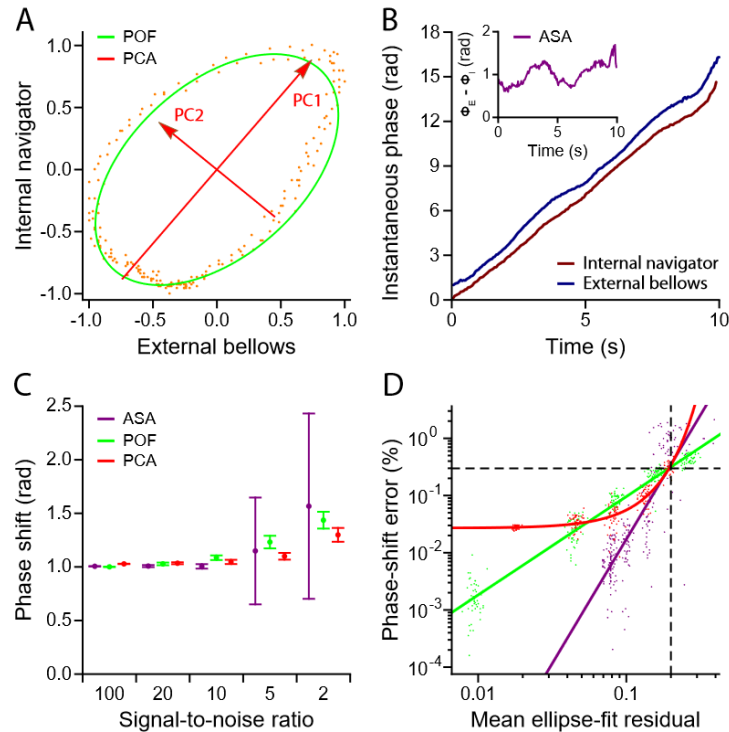 A
POF
PCA
PC1
PC2
Internal navigator
1.0
0.5
0.0
-0.5
-1.0
-1.0 -0.5 0.0 0.5 1.0
External bellows
B
Instantaneous phase (rad)
18
15
12
9
6
3
0
ΦE - ΦI (rad)
2
1
0
ASA
0 5 10
Time (s)
Internal navigator
External bellows
0 5 10
Time (s)
C
ASA
POF
PCA
Phase shift (rad)
2.5
2.0
1.5
1.0
0.5
0.0
100 20 10 5 2
Signal-to-noise ratio
D
Phase-shift error (%)
10^0
10^-1
10^-2
10^-3
10^-4
0.01 0.1
Mean ellipse-fit residual